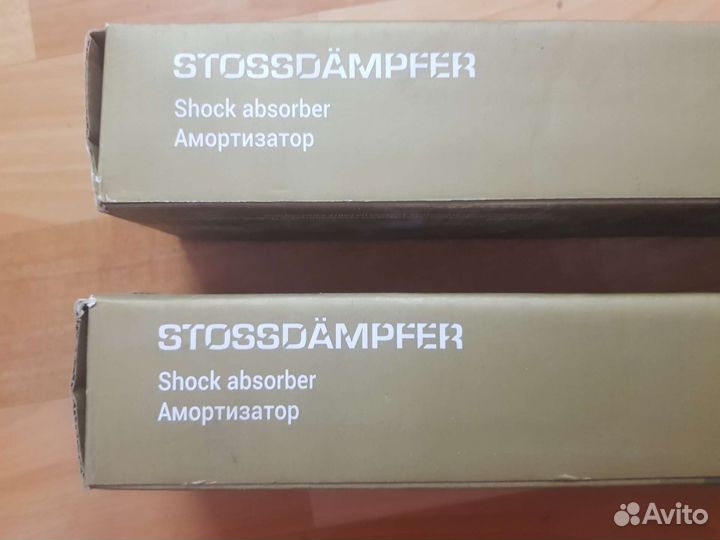 STOSSDÄMPFER
Shock absorber
Амортизатор
STOSSDÄMPFER
Shock absorber
Амортизатор
Avito